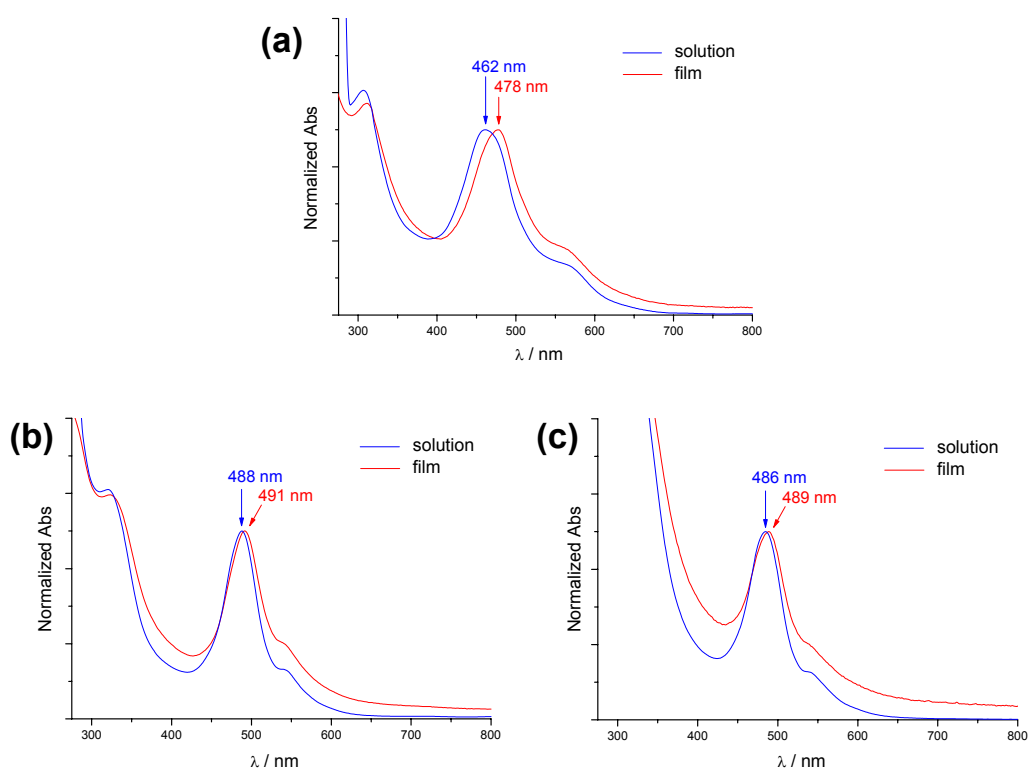 (a)
solution
film
462 nm
478 nm
Normalized Abs
300 400 500 600 700 800
λ / nm
(b)
solution
film
488 nm
491 nm
Normalized Abs
300 400 500 600 700 800
λ / nm
(c)
solution
film
486 nm
489 nm
Normalized Abs
300 400 500 600 700 800
λ / nm